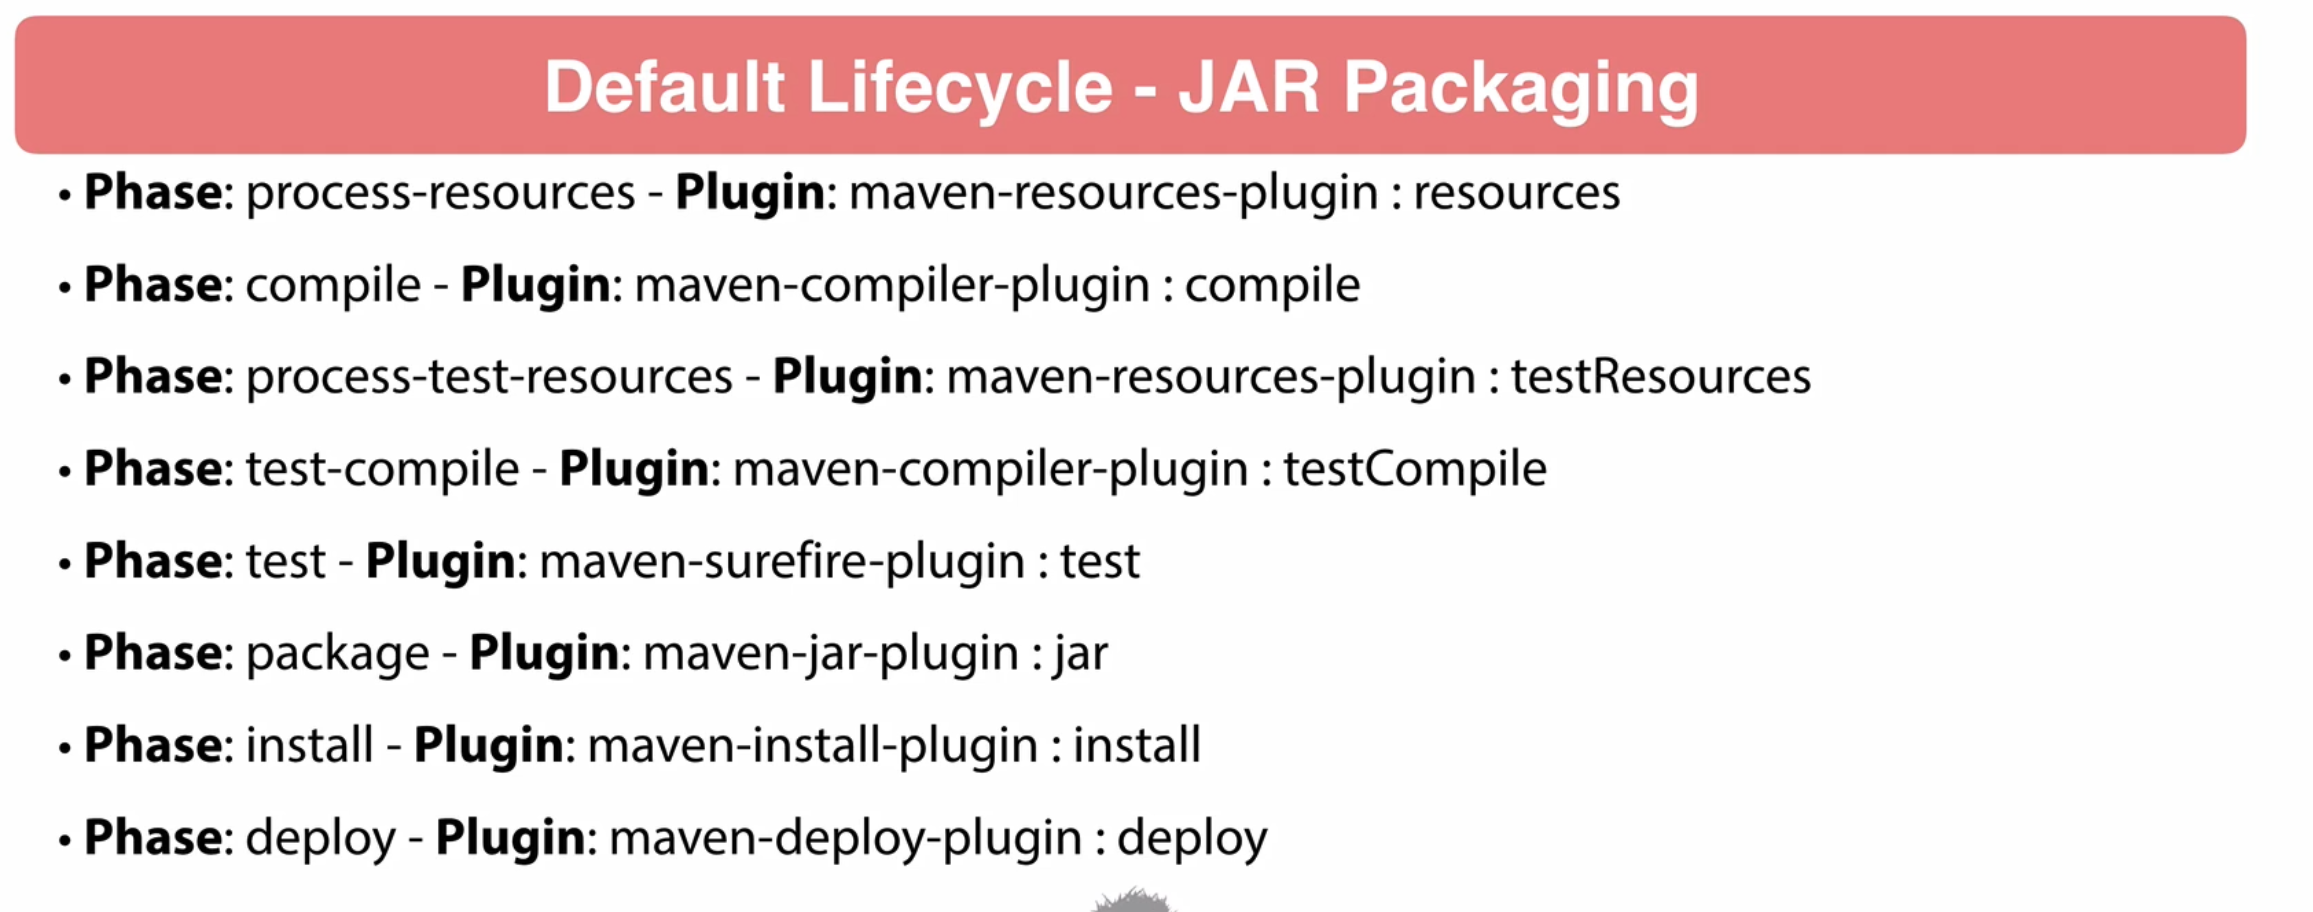 Default Lifecycle - JAR Packaging
• Phase: process-resources - Plugin: maven-resources-plugin : resources
• Phase: compile - Plugin: maven-compiler-plugin : compile
• Phase: process-test-resources - Plugin: maven-resources-plugin : testResources
• Phase: test-compile - Plugin: maven-compiler-plugin : testCompile
• Phase: test - Plugin: maven-surefire-plugin : test
• Phase: package - Plugin: maven-jar-plugin : jar
• Phase: install - Plugin: maven-install-plugin : install
• Phase: deploy - Plugin: maven-deploy-plugin : deploy